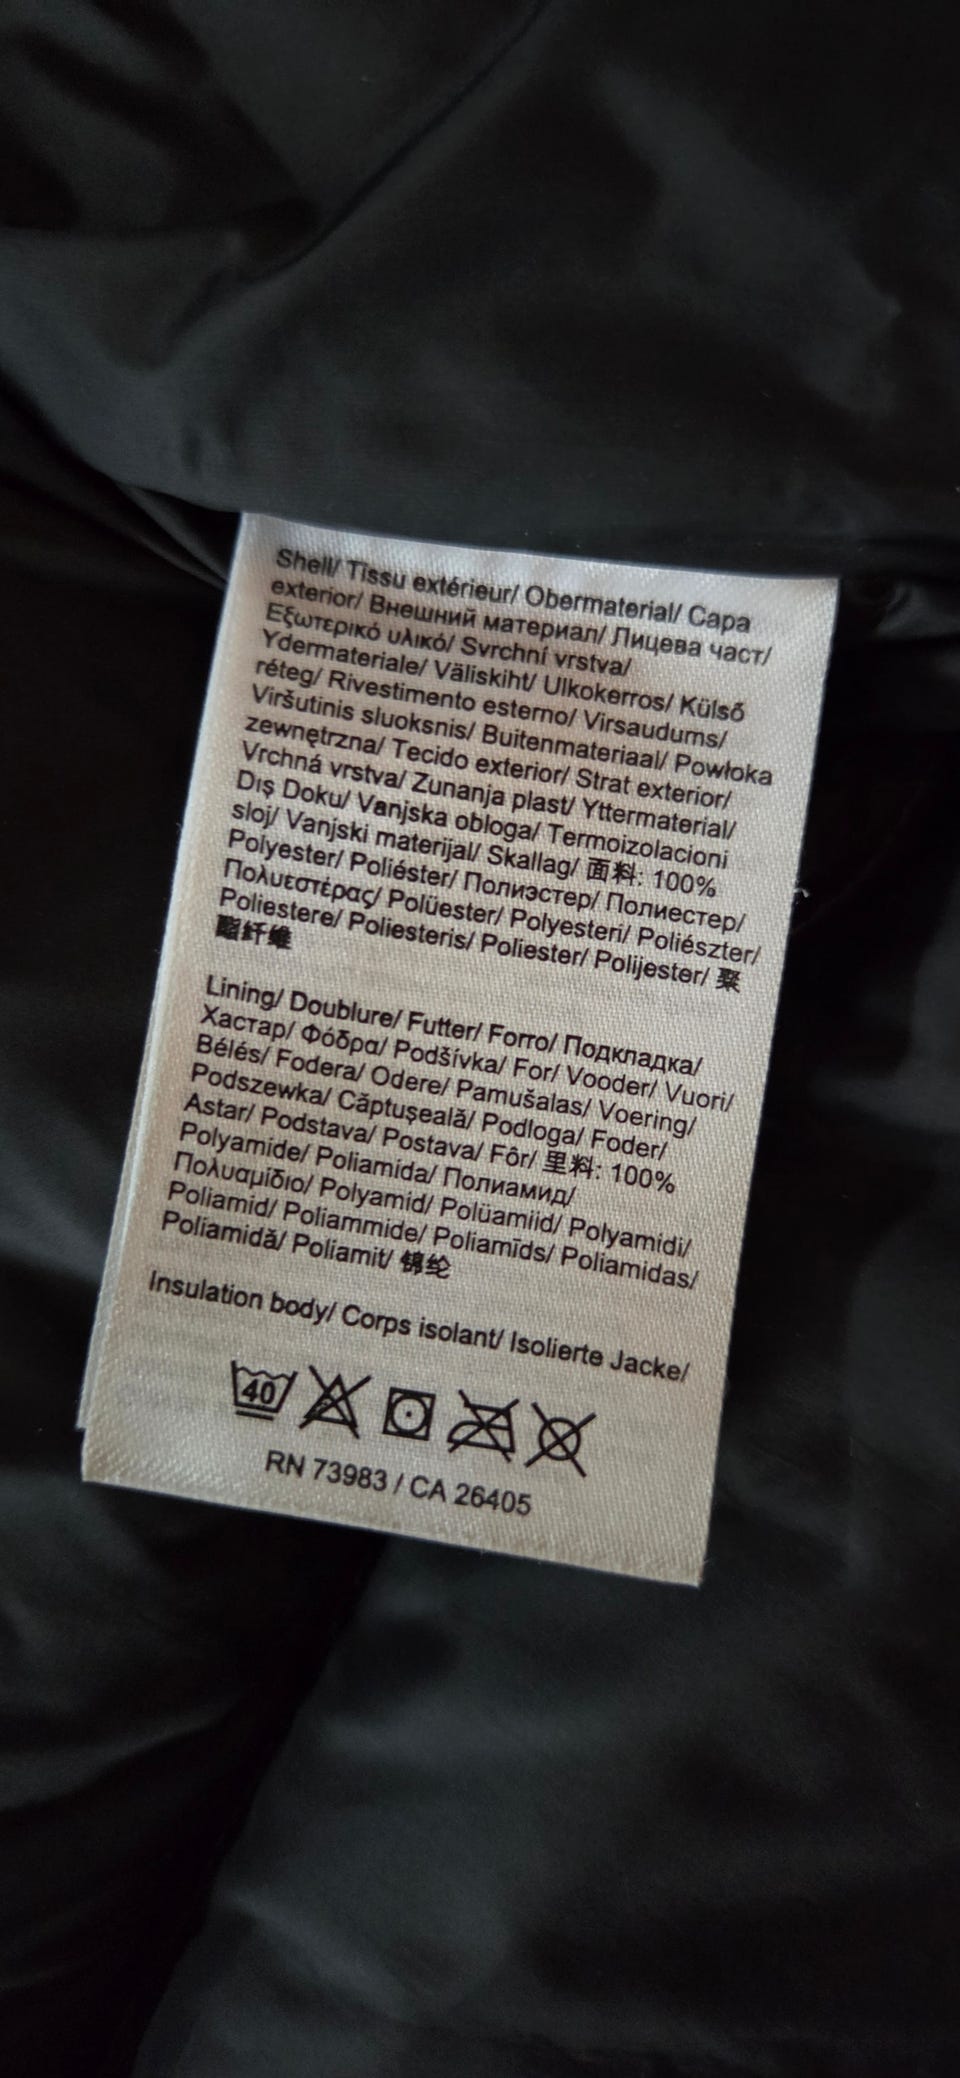 Shell/ Tissu extérieur/ Obermaterial/ Capa
exterior/ Внешний материал/ Лицева част/
Εξωτερικό υλικό/ Svrchní vrstva/
Ydermateriale/ Väliskiht/ Ulkokerros/ Külső
réteg/ Rivestimento esterno/ Virsaudums/
Viršutinis sluoksnis/ Buitenmateriaal/ Powłoka
zewnętrzna/ Tecido exterior/ Strat exterior/
Vrchná vrstva/ Zunanja plast/ Yttermaterial/
Dış Doku/ Vanjska obloga/ Termoizolacioni
sloj/ Vanjski materijal/ Skallag/ 面料: 100%
Polyester/ Poliéster/ Полиэстер/ Полиестер/
Πολυεστέρας/ Polüester/ Polyesteri/ Poliészter/
Poliestere/ Poliesteris/ Poliester/ Polijester/ 聚
酯纤维
Lining/ Doublure/ Futter/ Forro/ Подкладка/
Хастар/ Φόδρα/ Podšívka/ For/ Vooder/ Vuori/
Bélés/ Fodera/ Odere/ Pamušalas/ Voering/
Podszewka/ Căptuşeală/ Podloga/ Foder/
Astar/ Podstava/ Postava/ Fôr/ 里料: 100%
Polyamide/ Poliamida/ Полиамид/
Πολυαμίδιο/ Polyamid/ Polüamiid/ Polyamidi/
Poliamid/ Poliammide/ Poliamīds/ Poliamidas/
Poliamidă/ Poliamit/ 锦纶
Insulation body/ Corps isolant/ Isolierte Jacke/
40
RN 73983 / CA 26405